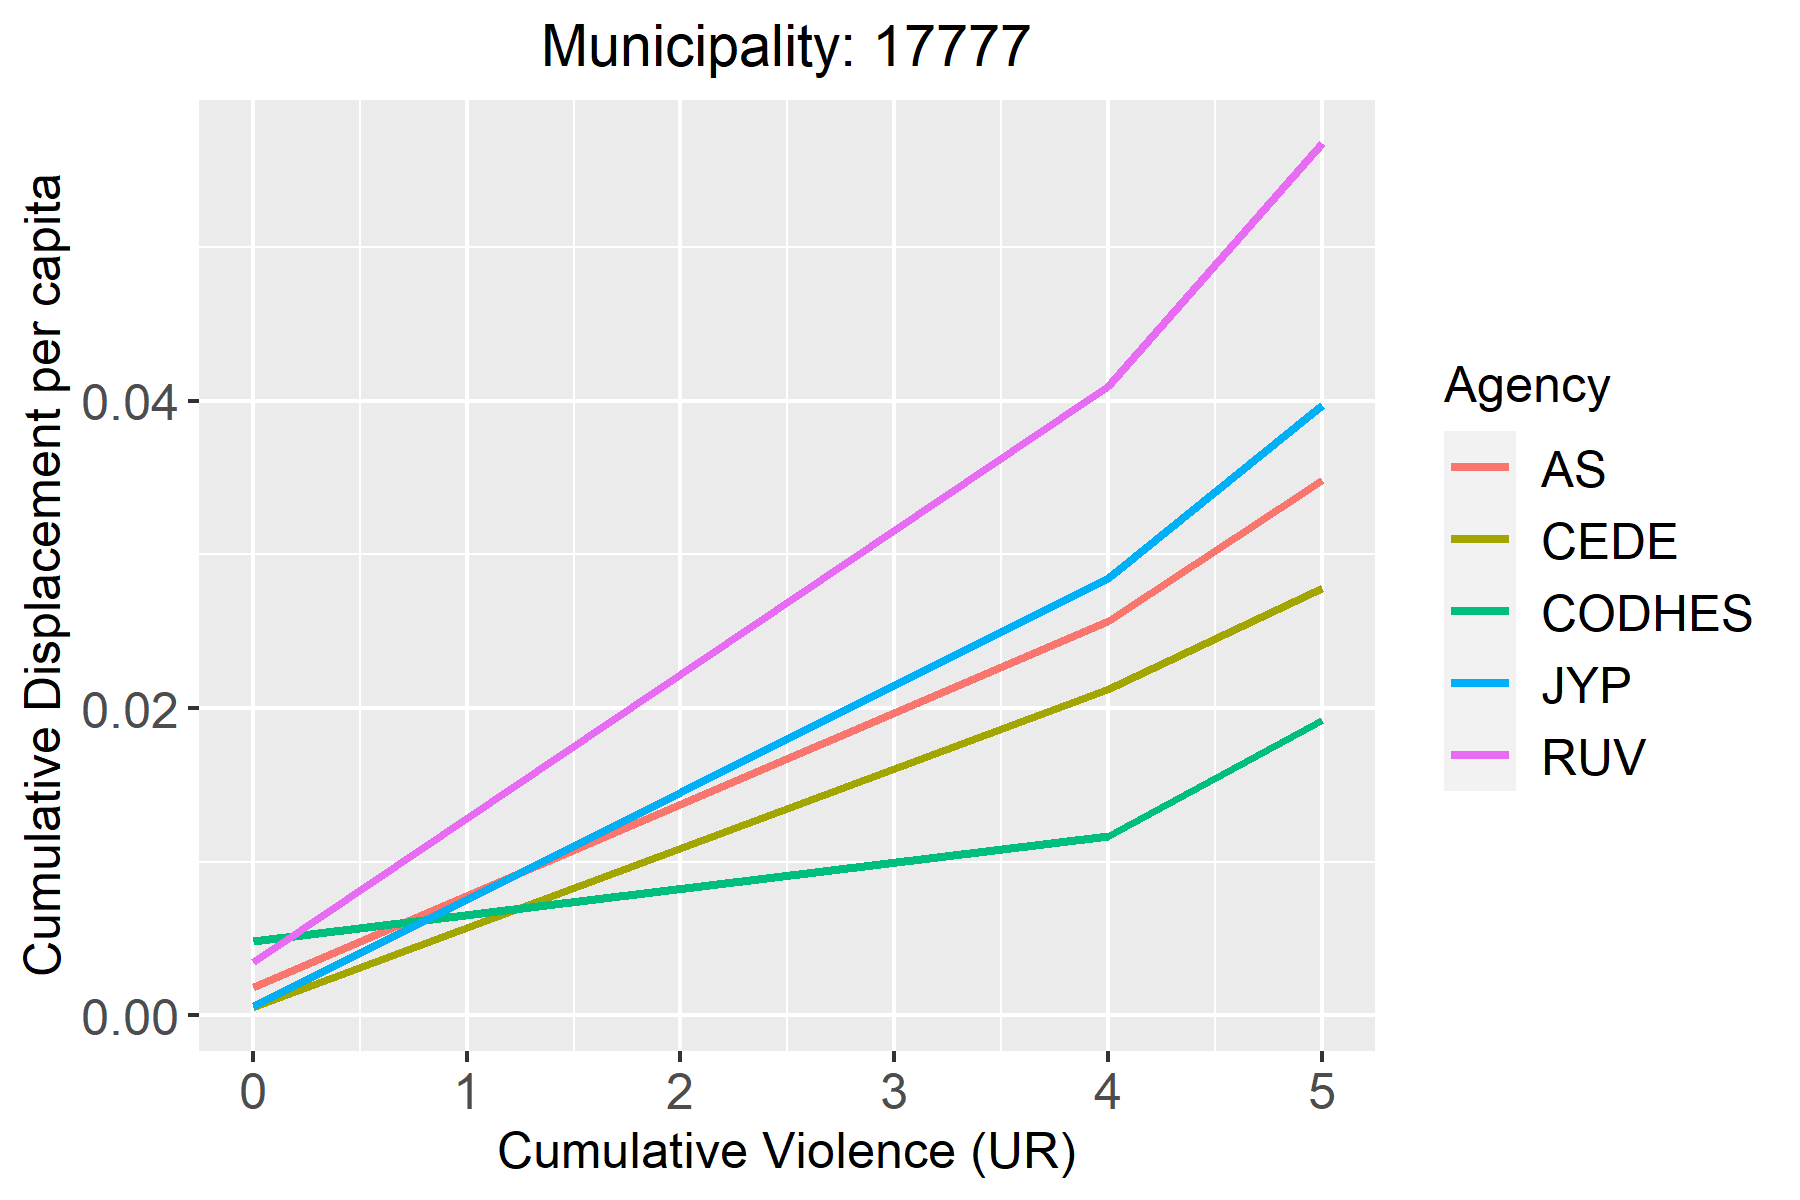 Municipality: 17777
Cumulative Displacement per capita
0.04
0.02
0.00
0 1 2 3 4 5
Cumulative Violence (UR)
Agency
AS
CEDE
CODHES
JYP
RUV